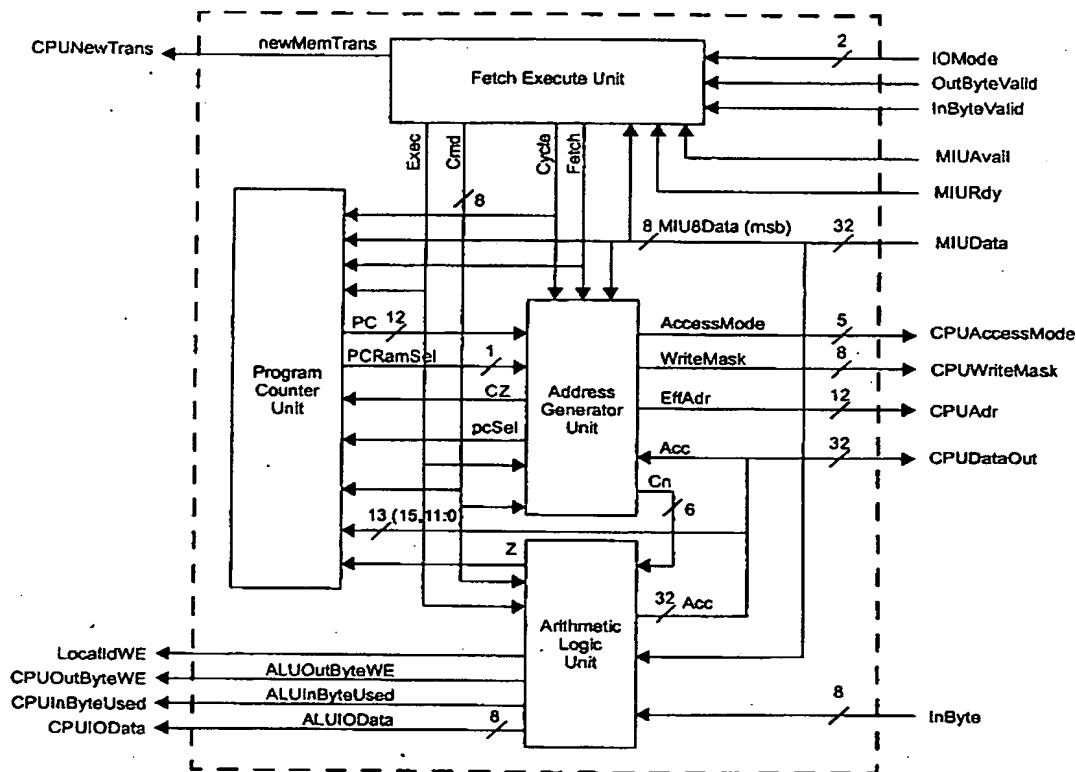 CPUNewTrans
newMemTrans
Fetch Execute Unit
2
IOMode
OutByteValid
InByteValid
MIUAvail
MIURdy
Exec
Cmd
Cycle
Fetch
8
8 MIU8Data (msb)
32
MIUData
PC
12
PCRamSel
1
CZ
pcSel
Program
Counter
Unit
Address
Generator
Unit
AccessMode
5
CPUAccessMode
WriteMask
8
CPUWriteMask
EffAdr
12
CPUAdr
Acc
32
CPUDataOut
Cn
6
13 (15,11:0)
Z
32 Acc
Arithmetic
Logic
Unit
LocalIdWE
CPUOutByteWE
ALUOutByteWE
CPUInByteUsed
ALUInByteUsed
CPUIOData
ALUIOData
8
8
InByte